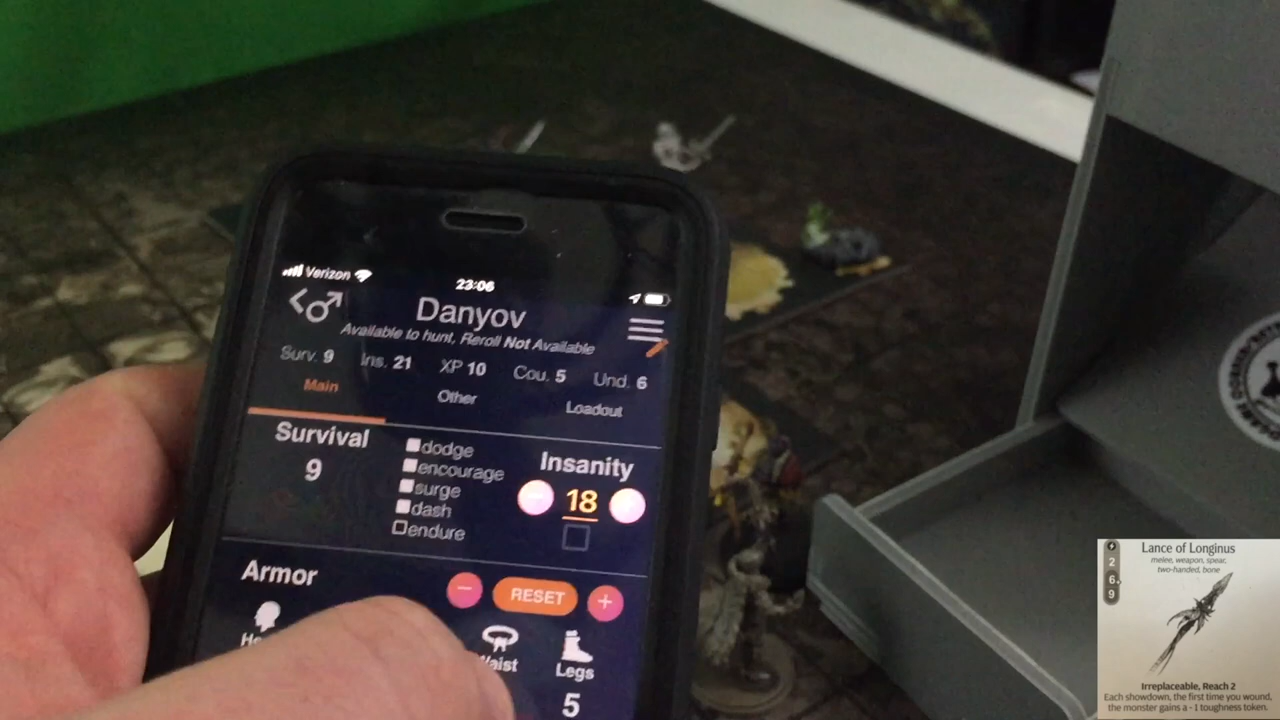 Verizon
23:06
Danyov
Available to hunt, Reroll Not Available
Surv. 9 Ins. 21 XP 10 Cou. 5 Und. 6
Main Other Loadout
Survival
9
dodge
encourage
surge
dash
endure
Insanity
- 18
Armor
- RESET +
Waist Legs
5
Lance of Longinus
melee, weapon, spear,
two-handed, bone
2
6
9
Irreplaceable, Reach 2
Each showdown, the first time you wound,
the monster gains a - 1 toughness token.